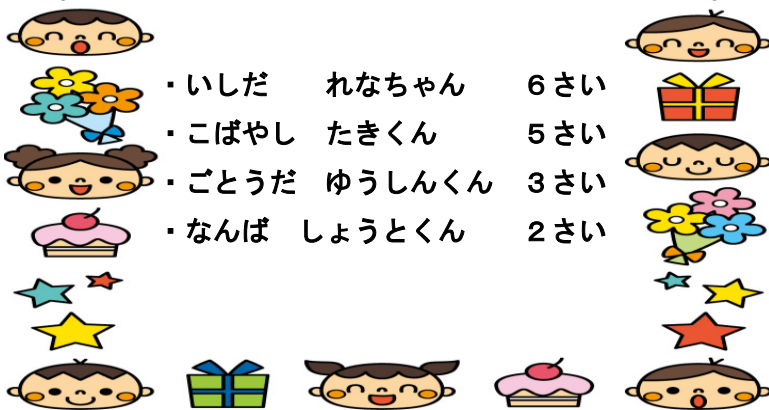 ・いしだ　　れなちゃん　　６さい
・こばやし　たきくん　　　５さい
・ごとうだ　ゆうしんくん　３さい
・なんば　しょうとくん　　２さい